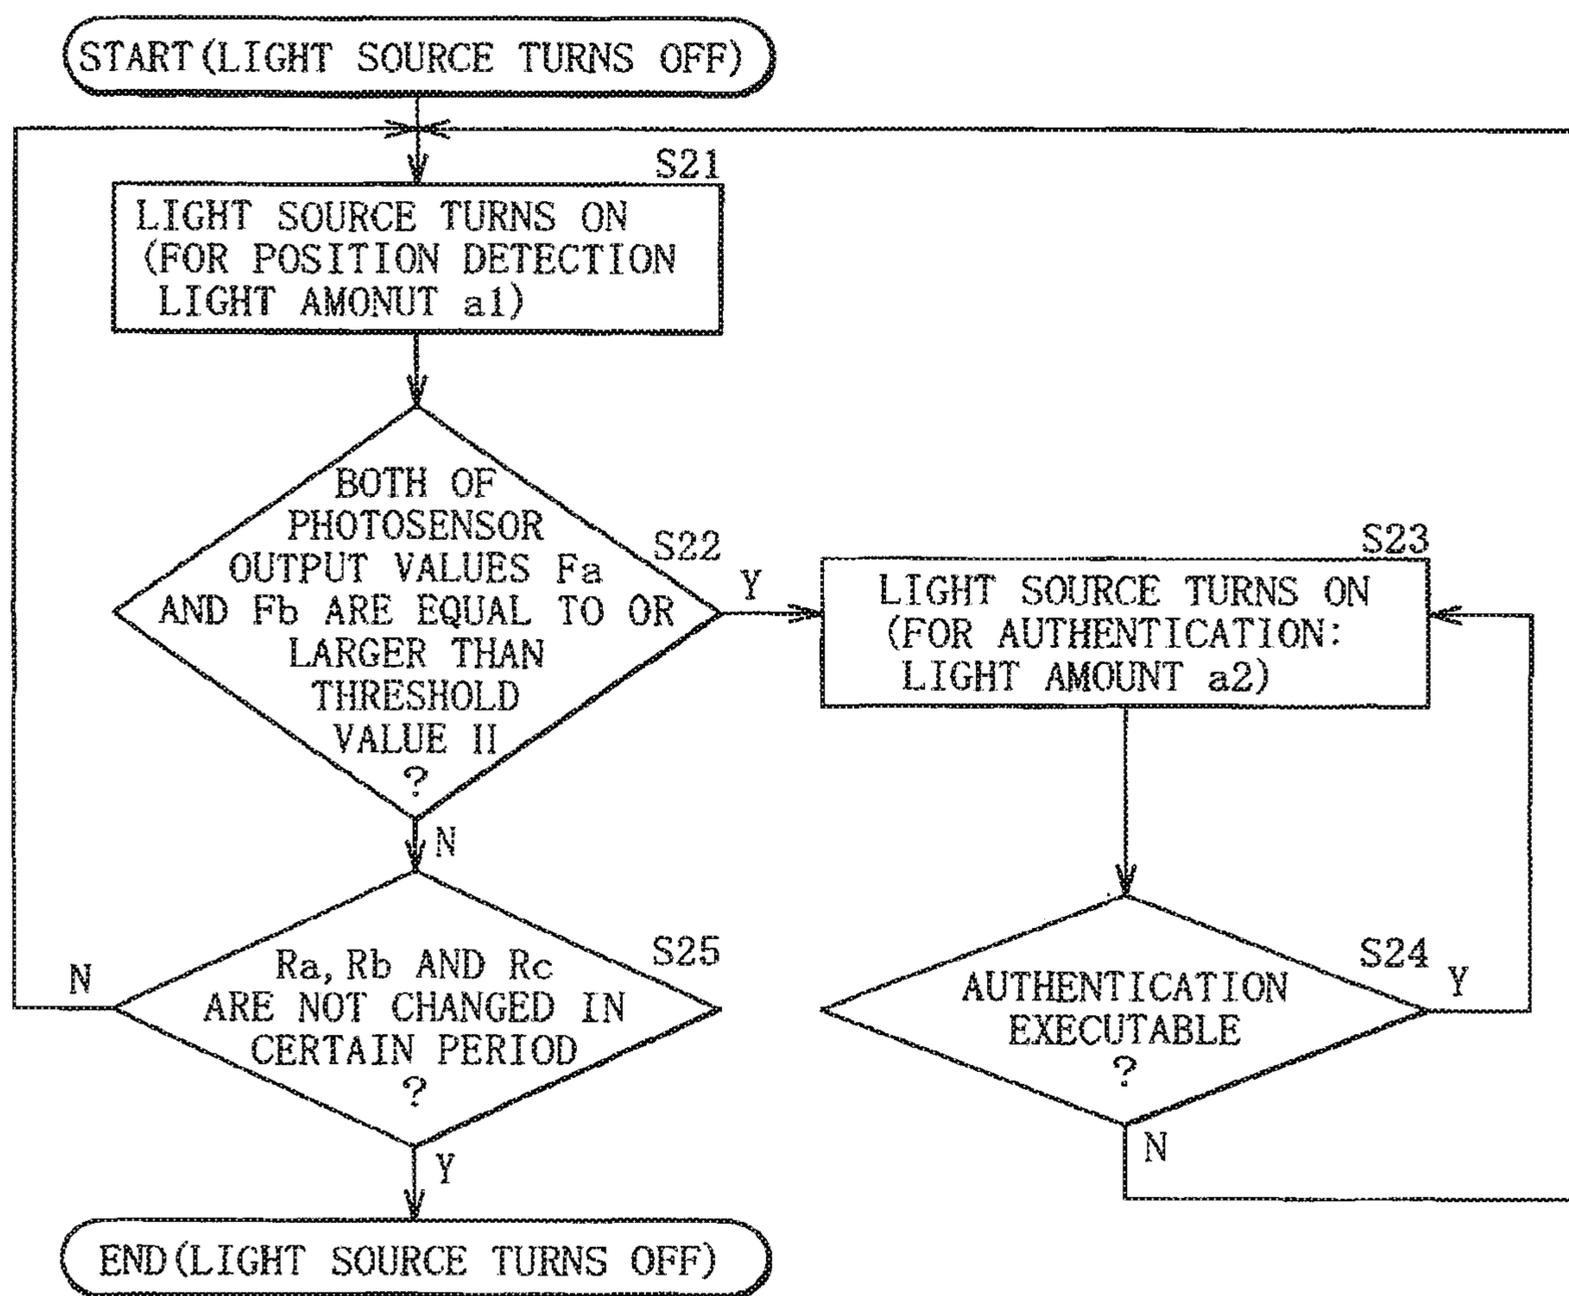 START(LIGHT SOURCE TURNS OFF)
S21
LIGHT SOURCE TURNS ON
(FOR POSITION DETECTION
LIGHT AMONUT a1)
BOTH OF
PHOTOSENSOR
OUTPUT VALUES Fa
AND Fb ARE EQUAL TO OR
LARGER THAN
THRESHOLD
VALUE II
?
S22
Y
N
S23
LIGHT SOURCE TURNS ON
(FOR AUTHENTICATION:
LIGHT AMOUNT a2)
S24
AUTHENTICATION
EXECUTABLE
?
Y
N
S25
Ra, Rb AND Rc
ARE NOT CHANGED IN
CERTAIN PERIOD
?
N
Y
END(LIGHT SOURCE TURNS OFF)